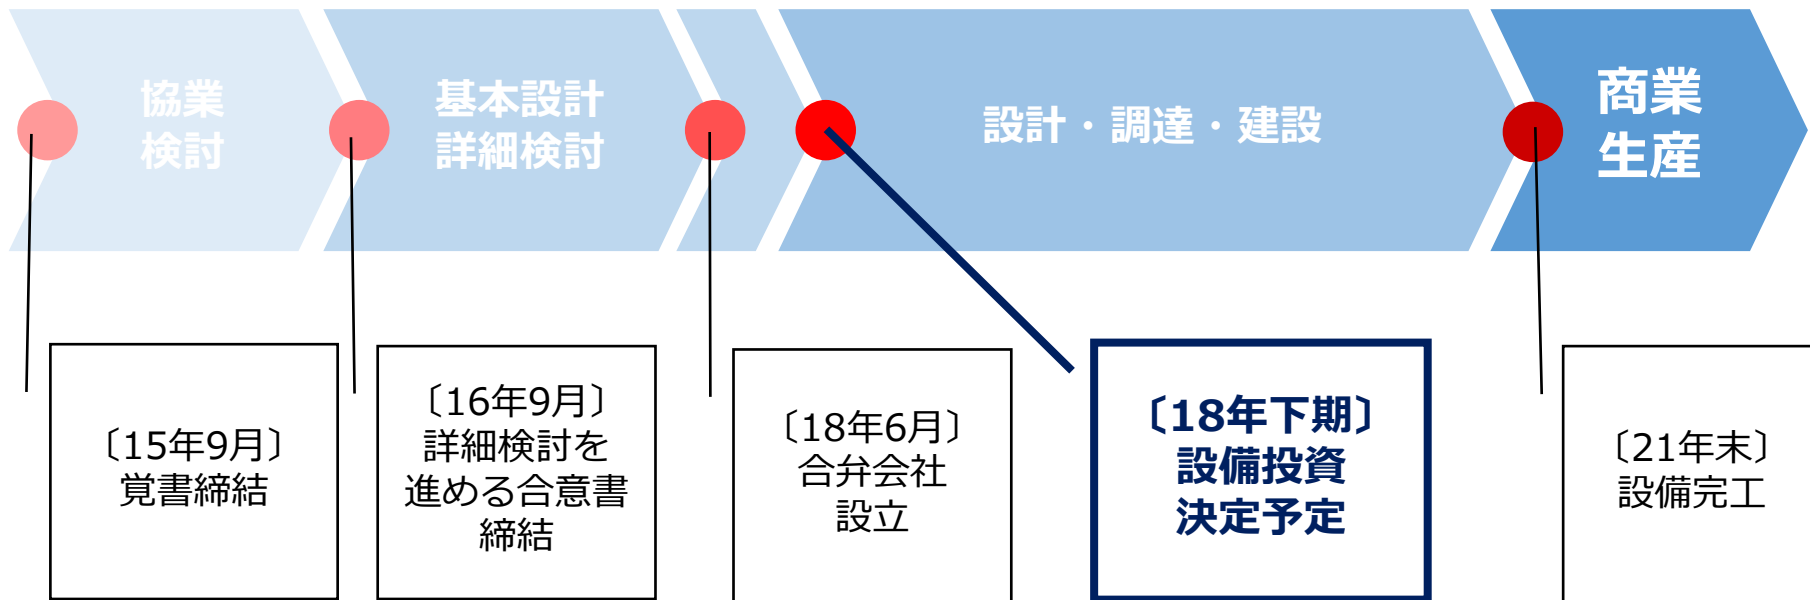 協業
検討
基本設計
詳細検討
設計・調達・建設
商業
生産
〔15年9月〕
覚書締結
〔16年9月〕
詳細検討を
進める合意書
締結
〔18年6月〕
合弁会社
設立
〔18年下期〕
設備投資
決定予定
〔21年末〕
設備完工